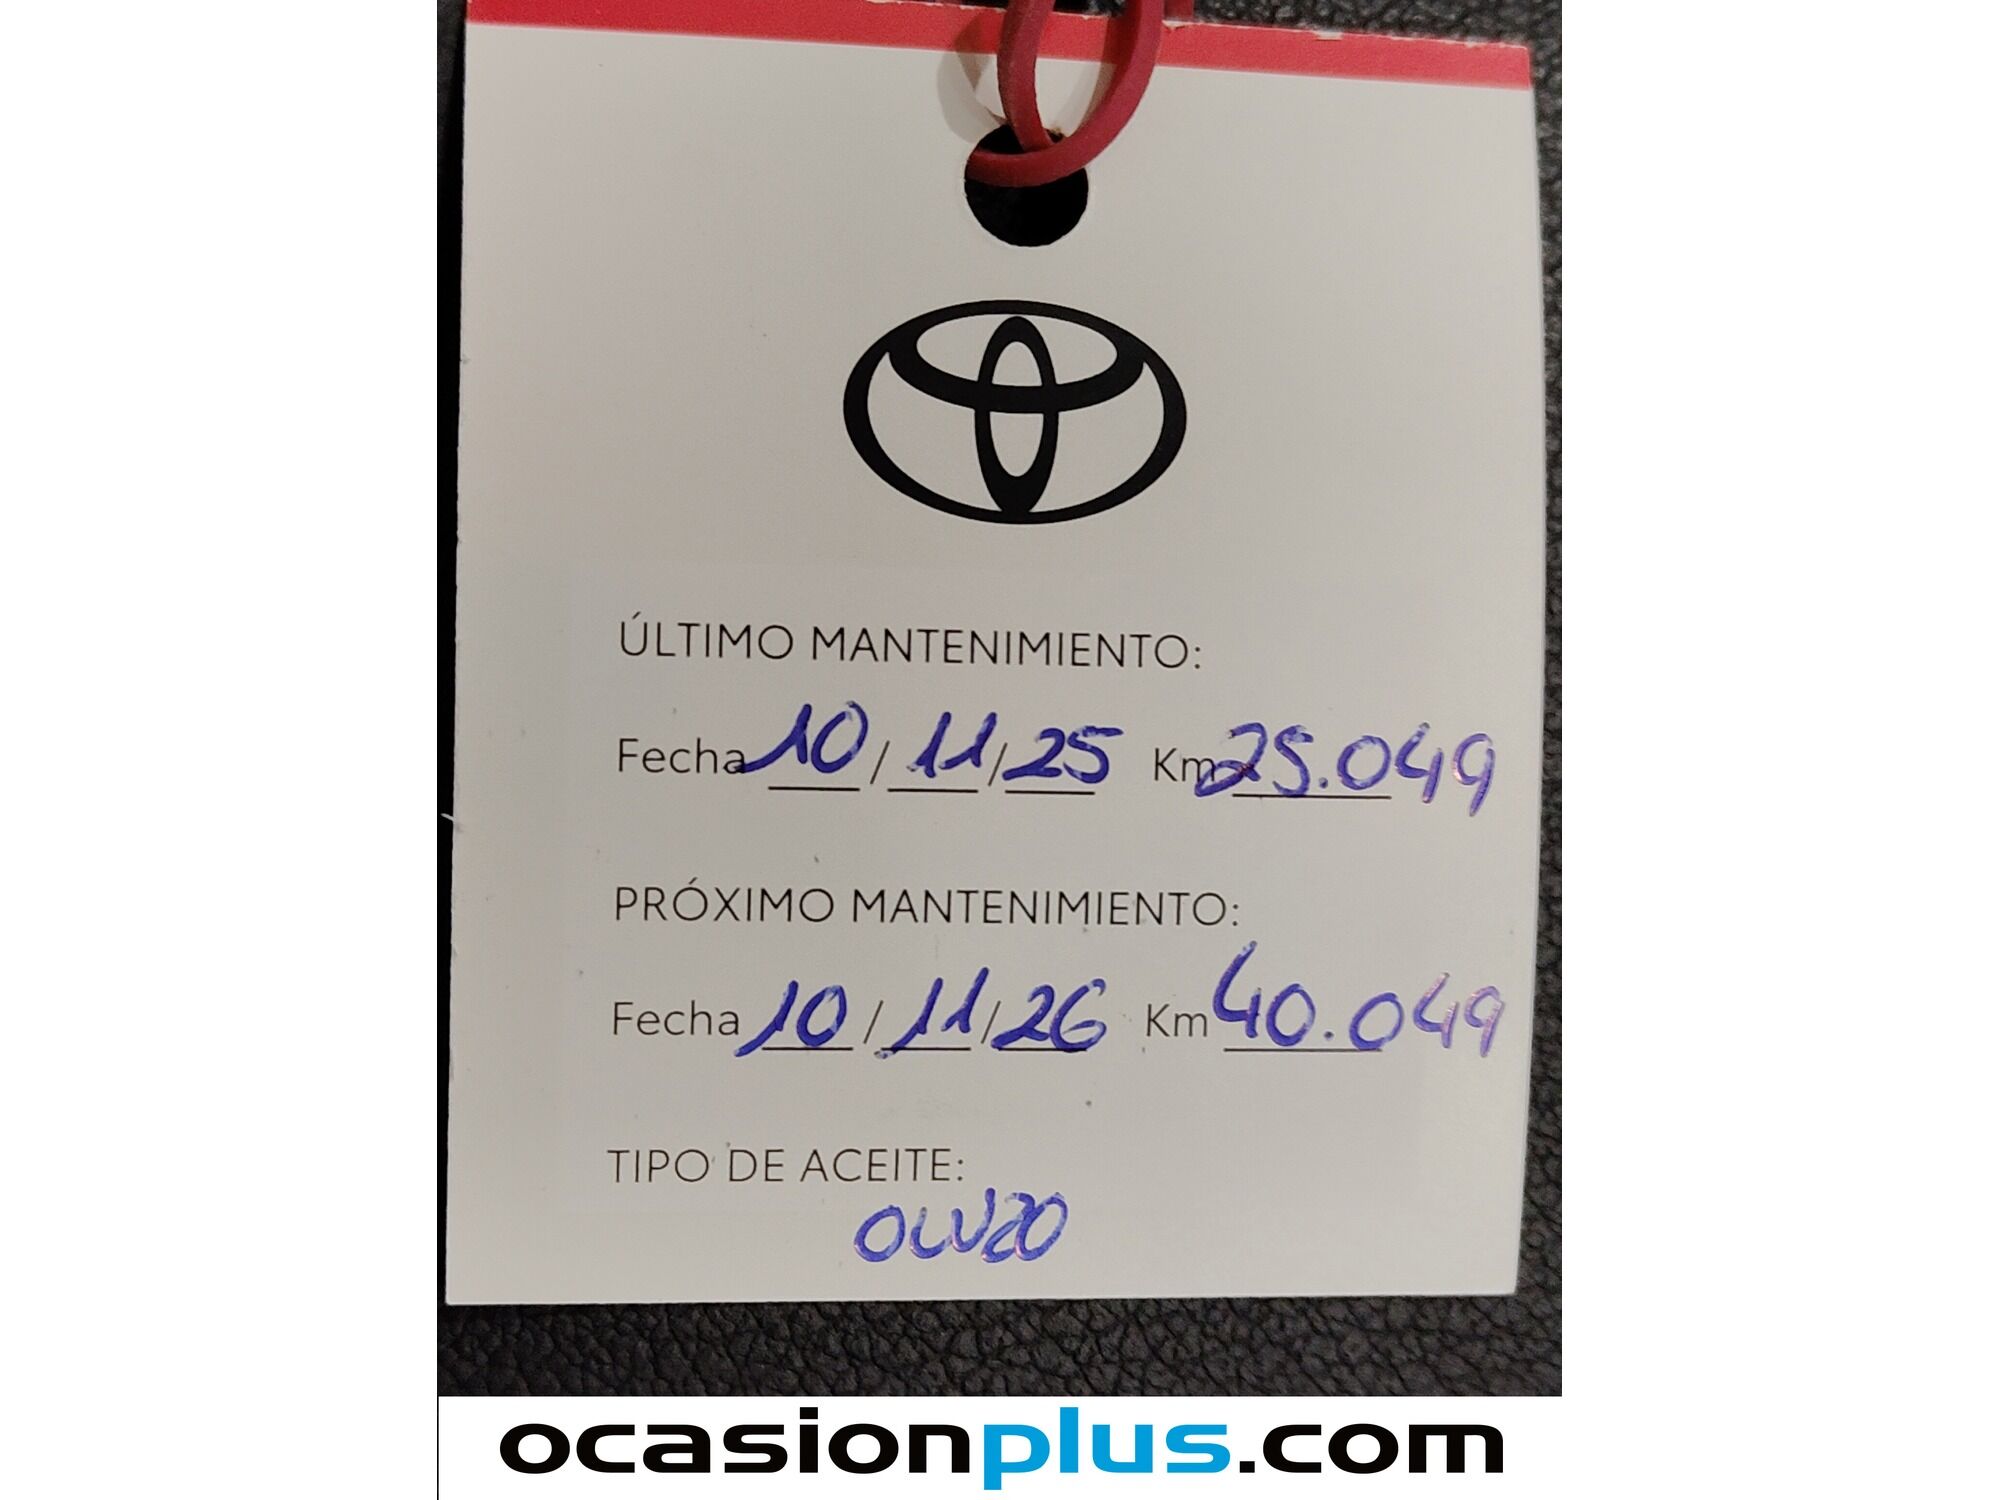 ÚLTIMO MANTENIMIENTO:
Fecha 10/11/25 Km 25.049
PRÓXIMO MANTENIMIENTO:
Fecha 10/11/26 Km 40.049
TIPO DE ACEITE:
0W20
ocasionplus.com